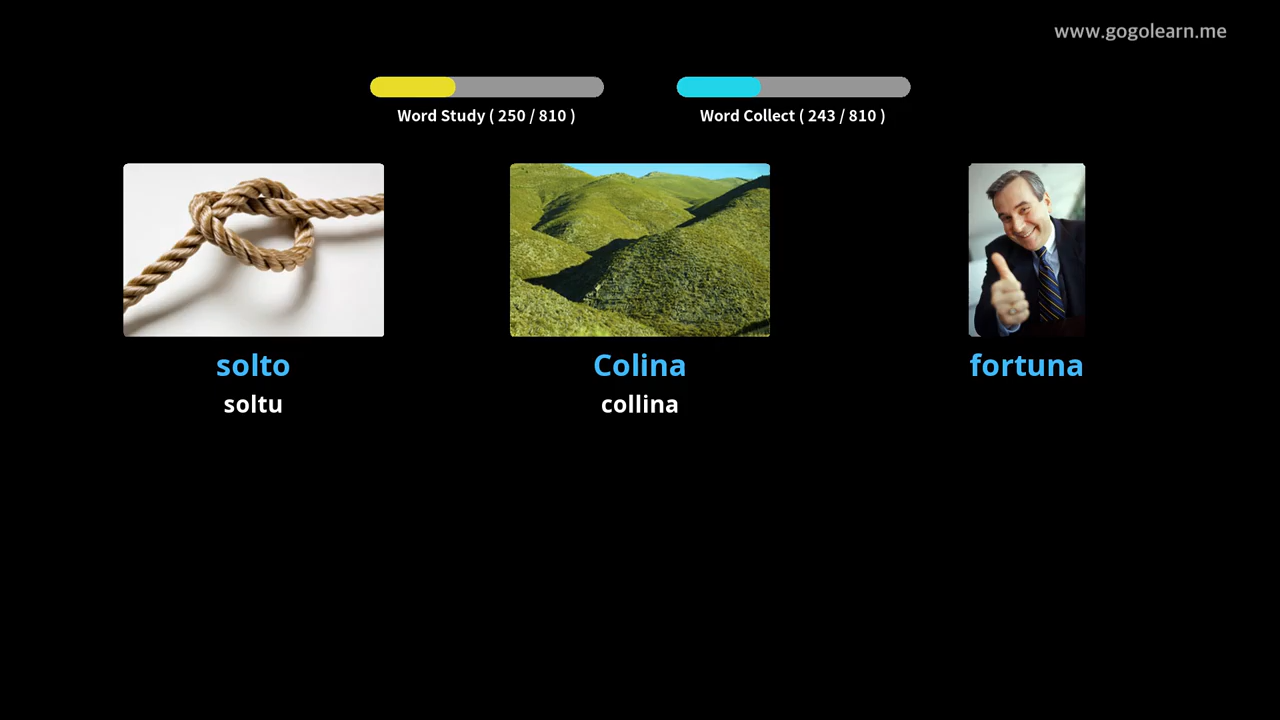 www.gogolearn.me
Word Study ( 250 / 810 )
Word Collect ( 243 / 810 )
solto
soltu
Colina
collina
fortuna